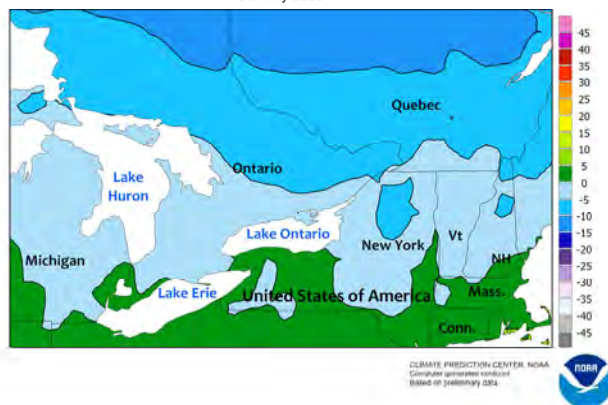 Quebec
Ontario
Lake
Huron
Lake Ontario
Michigan
New York
Vt
NH
Lake Erie
United States of America
Mass.
Conn.
45
40
35
30
25
20
15
10
5
0
-5
-10
-15
-20
-25
-30
-35
-40
-45
CLIMATE PREDICTION CENTER, NOAA
Computer generated contours
Based on preliminary data
NOAA